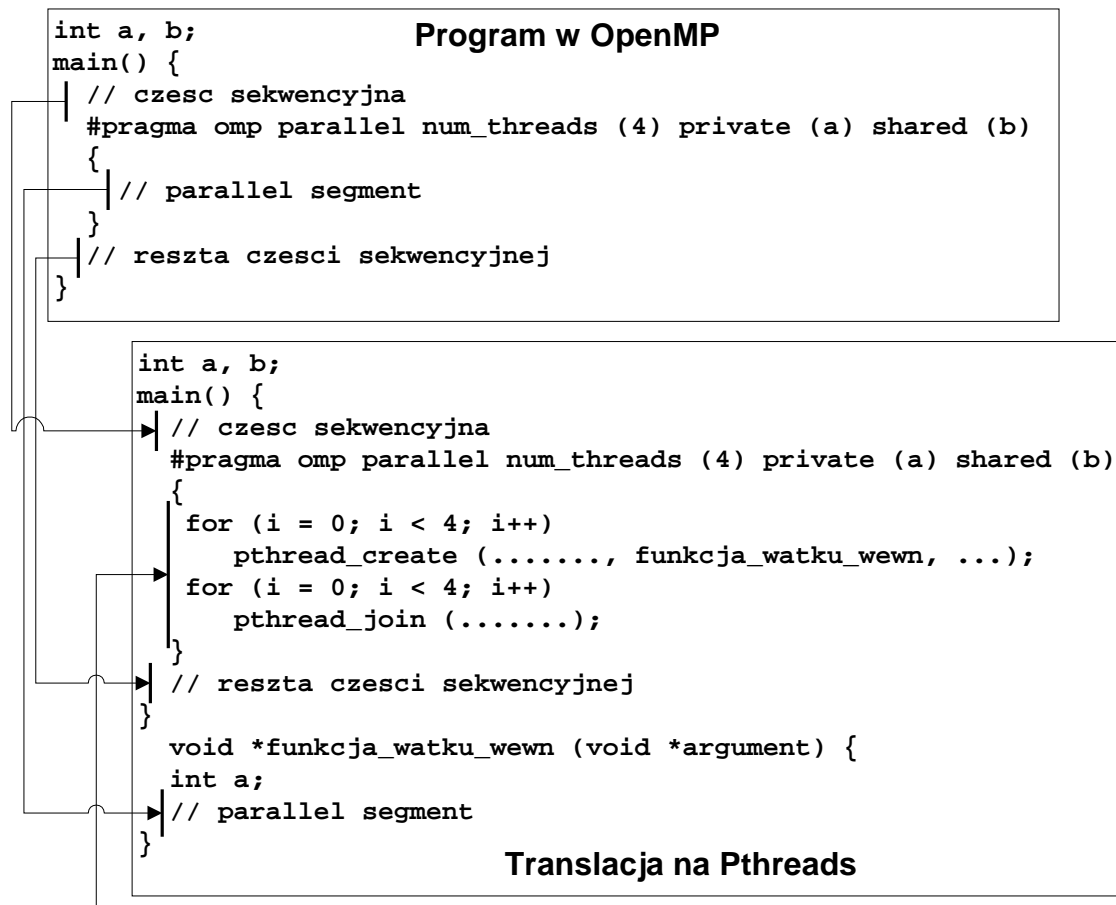 Program w OpenMP
int a, b;
main() {
// czesc sekwencyjna
#pragma omp parallel num_threads (4) private (a) shared (b)
{
// parallel segment
}
// reszta czesci sekwencyjnej
}
int a, b;
main() {
// czesc sekwencyjna
#pragma omp parallel num_threads (4) private (a) shared (b)
{
for (i = 0; i < 4; i++)
pthread_create (......., funkcja_watku_wewn, ...);
for (i = 0; i < 4; i++)
pthread_join (.......);
}
// reszta czesci sekwencyjnej
}
void *funkcja_watku_wewn (void *argument) {
int a;
// parallel segment
}
Translacja na Pthreads